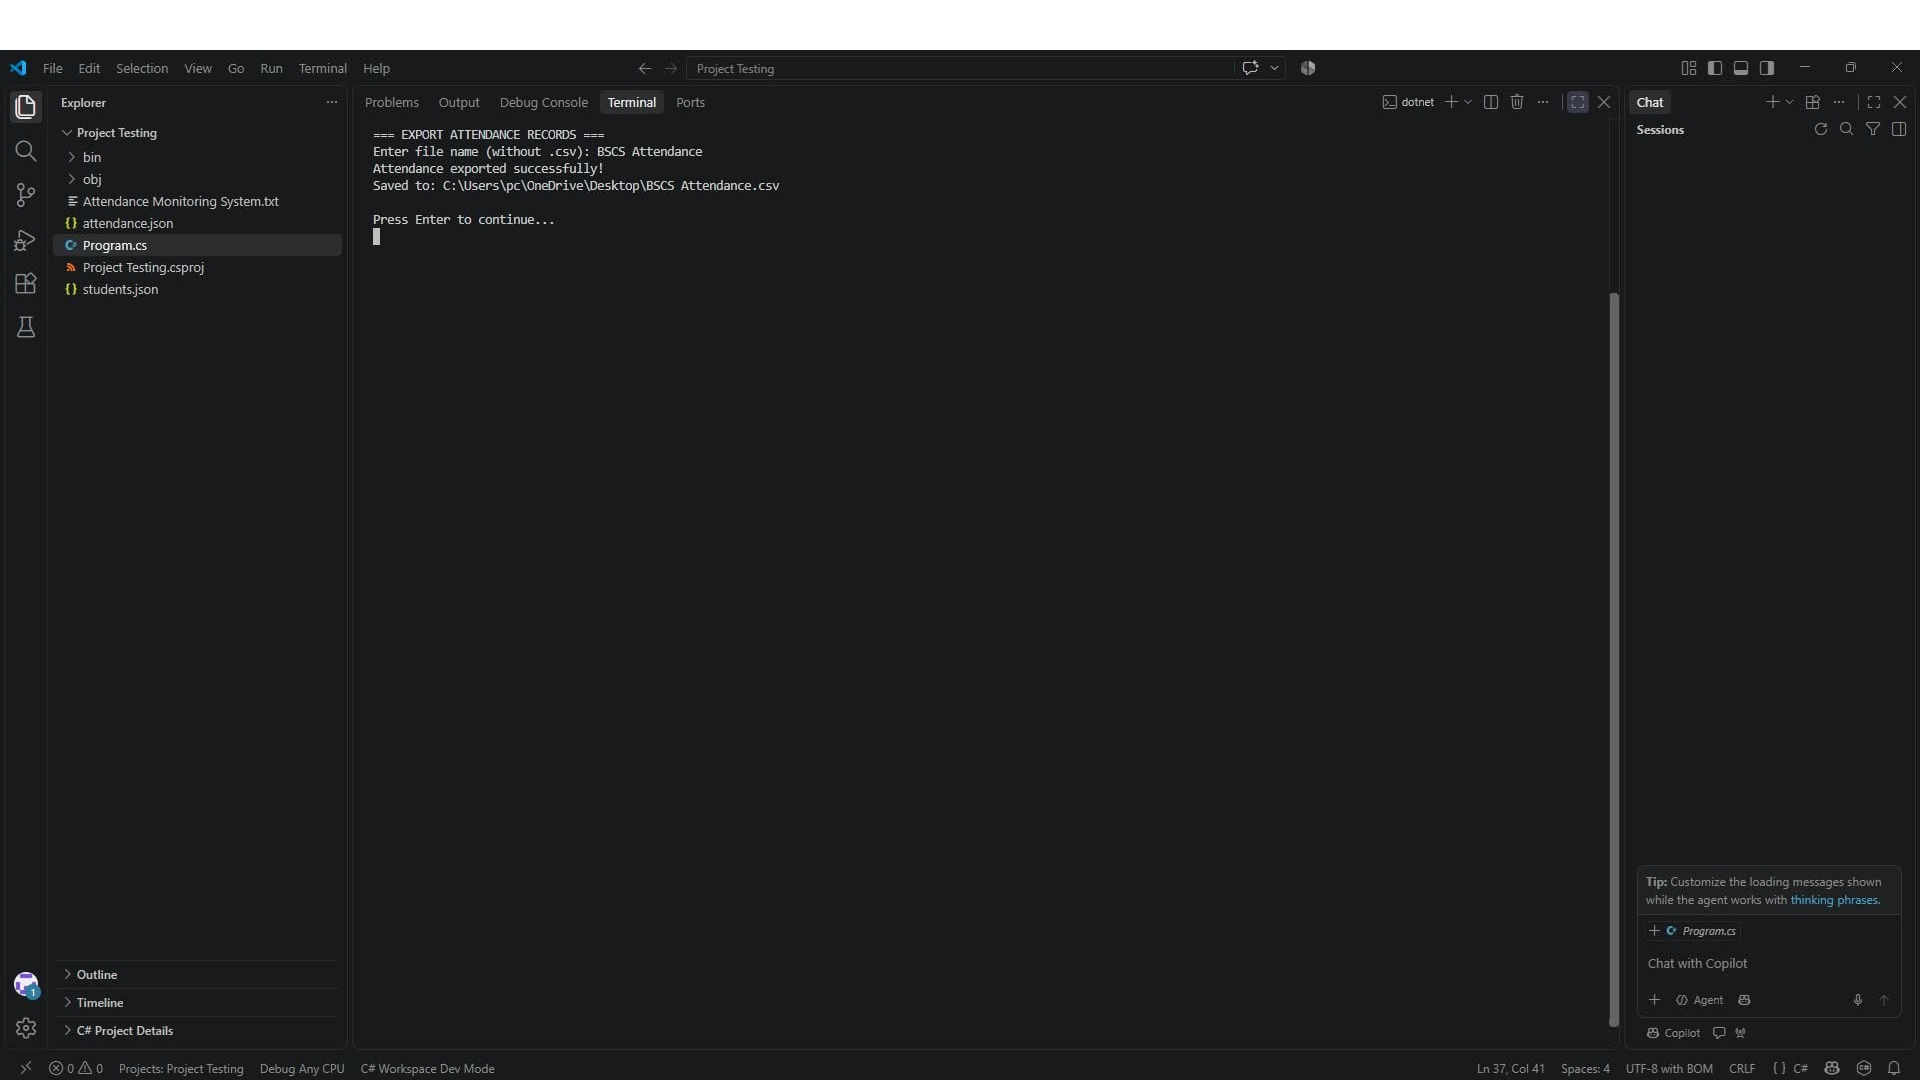 File Edit Selection View Go Run Terminal Help
Project Testing
Explorer
Project Testing
bin
obj
Attendance Monitoring System.txt
attendance.json
Program.cs
Project Testing.csproj
students.json
Outline
Timeline
C# Project Details
Problems Output Debug Console Terminal Ports
dotnet
=== EXPORT ATTENDANCE RECORDS ===
Enter file name (without .csv): BSCS Attendance
Attendance exported successfully!
Saved to: C:\Users\pc\OneDrive\Desktop\BSCS Attendance.csv
Press Enter to continue...
Chat
Sessions
Tip: Customize the loading messages shown
while the agent works with thinking phrases.
Program.cs
Chat with Copilot
Agent
Copilot
1
0 0 Projects: Project Testing Debug Any CPU C# Workspace Dev Mode
Ln 37, Col 41 Spaces: 4 UTF-8 with BOM CRLF {} C#